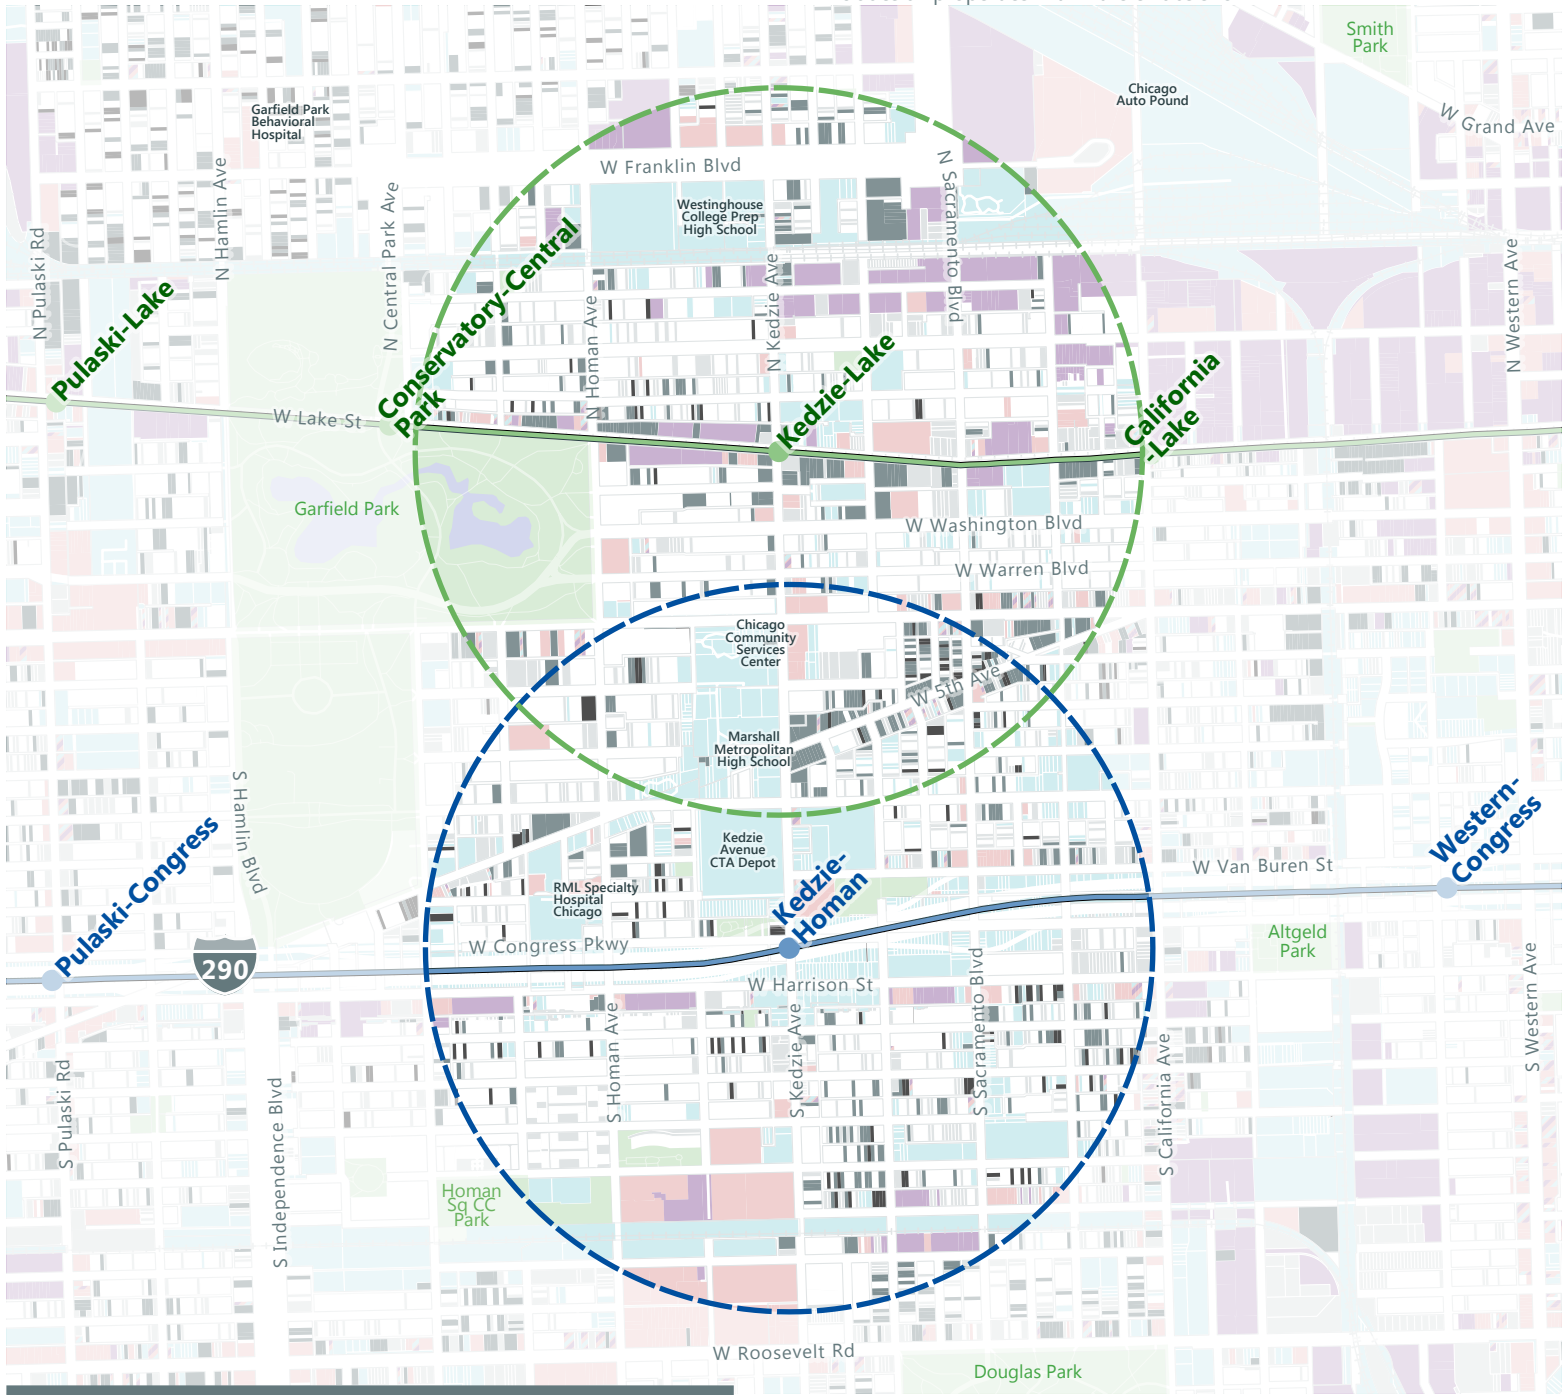 Smith
Park
Chicago
Auto Pound
Garfield Park
Behavioral
Hospital
W Grand Ave
W Franklin Blvd
N Hamlin Ave
N Central Park Ave
N Sacramento Blvd
Westinghouse
College Prep
High School
N Pulaski Rd
N Western Ave
N Kedzie Ave
N Homan Ave
Pulaski-Lake
Conservatory-Central
Park
Kedzie-Lake
California
-Lake
W Lake St
Garfield Park
W Washington Blvd
W Warren Blvd
Chicago
Community
Services
Center
W 5th Ave
Marshall
Metropolitan
High School
S Hamlin Blvd
Kedzie
Avenue
CTA Depot
Western-
Congress
Pulaski-Congress
W Van Buren St
Kedzie-
Homan
RML Specialty
Hospital
Chicago
W Congress Pkwy
290
Altgeld
Park
W Harrison St
S Homan Ave
S Kedzie Ave
S Sacramento Blvd
S California Ave
S Western Ave
S Pulaski Rd
S Independence Blvd
Homan
Sq CC
Park
W Roosevelt Rd
Douglas Park